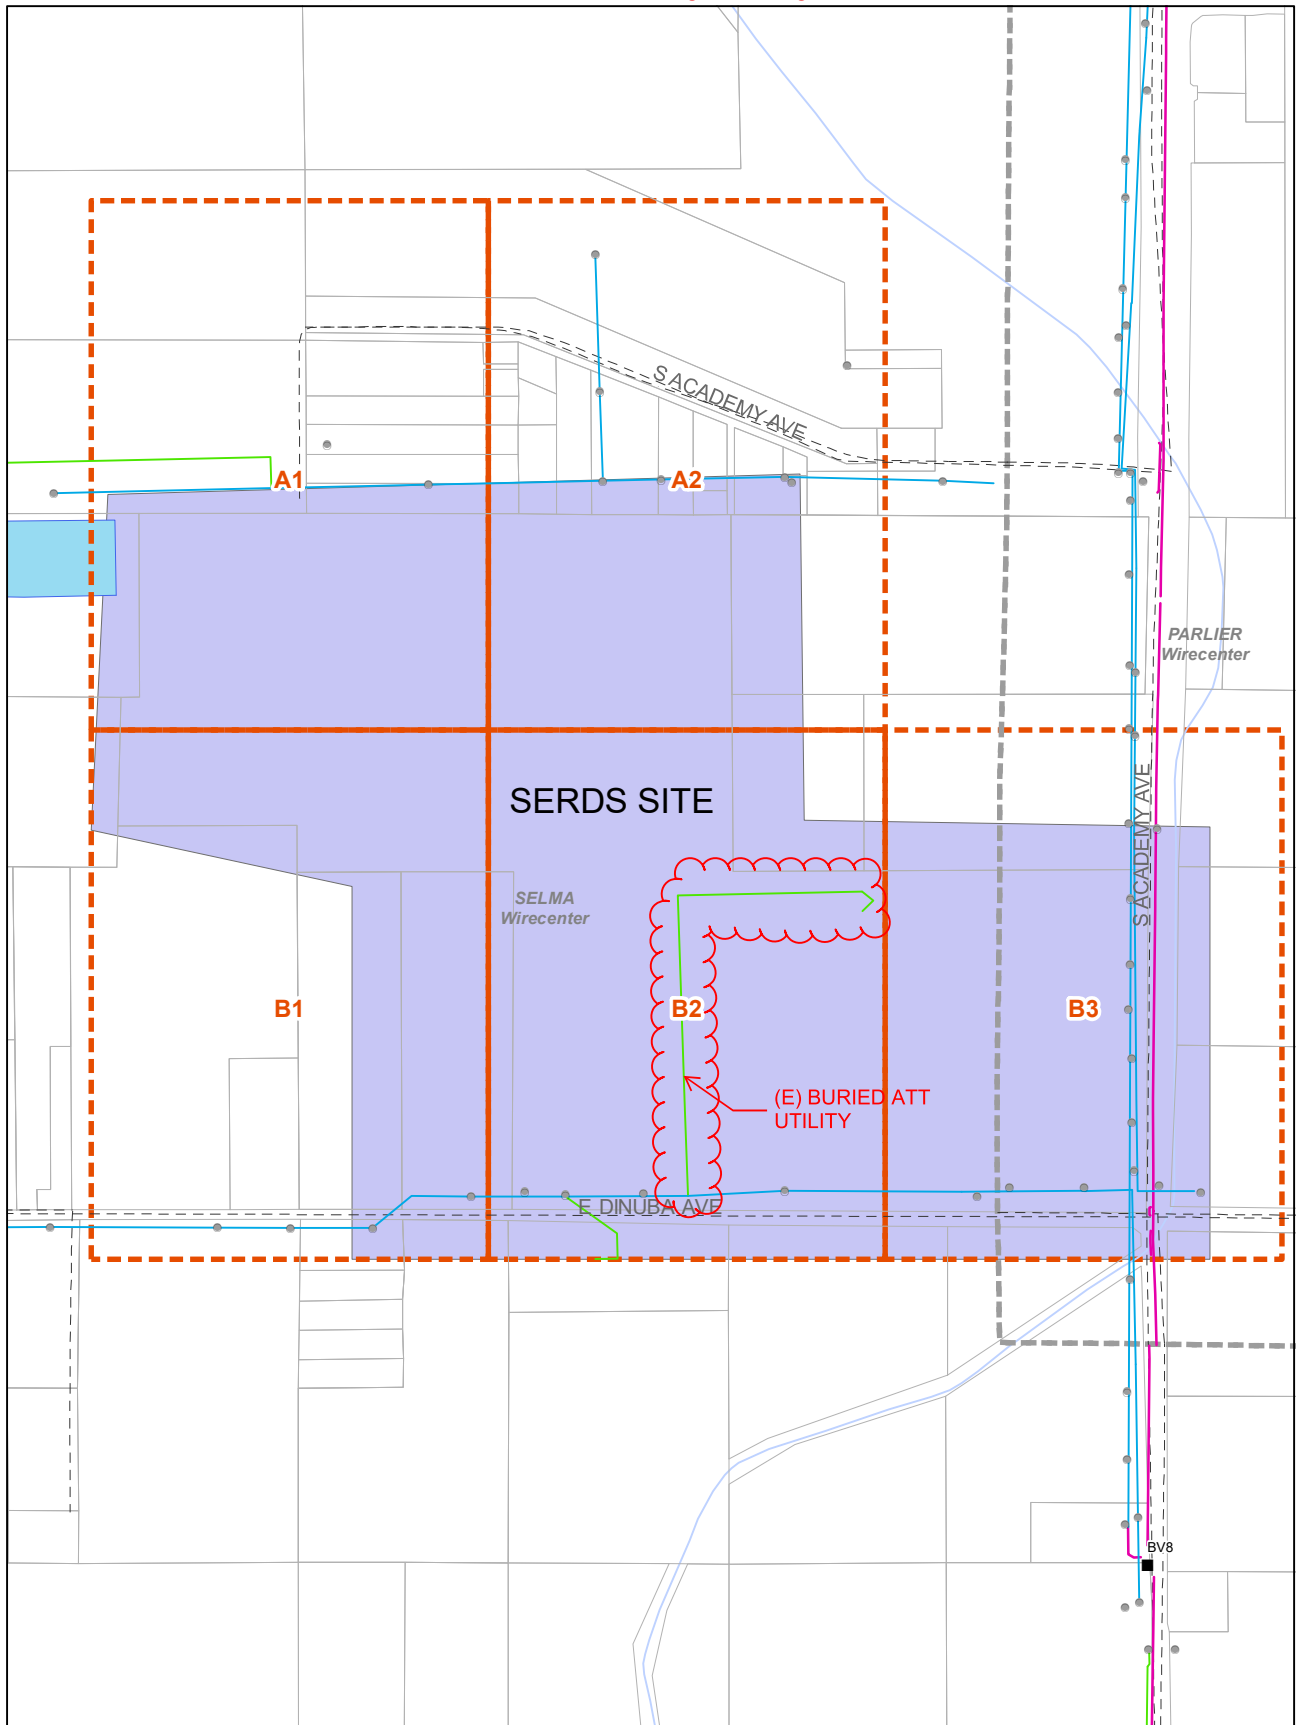 S ACADEMY AVE
A1
A2
PARLIER
Wirecenter
SERDS SITE
S ACADEMY AVE
SELMA
Wirecenter
B1
B2
B3
(E) BURIED ATT
UTILITY
E DINUBA AVE
BV8